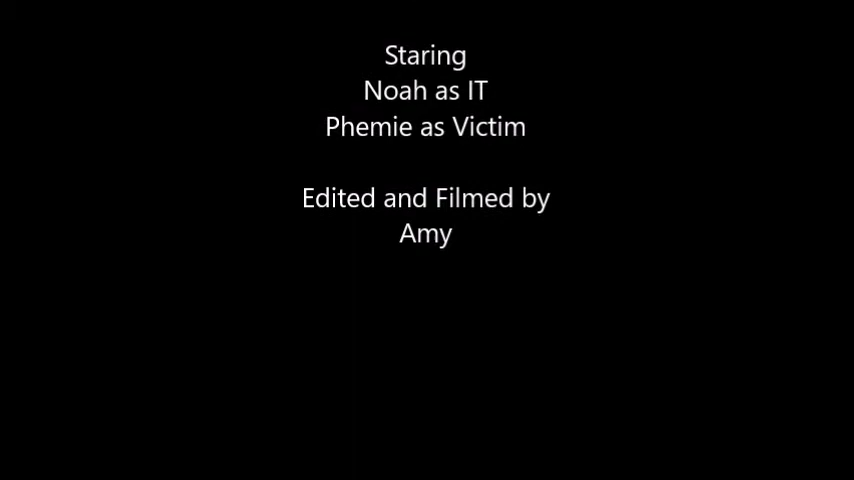 Staring
Noah as IT
Phemie as Victim
Edited and Filmed by
Amy